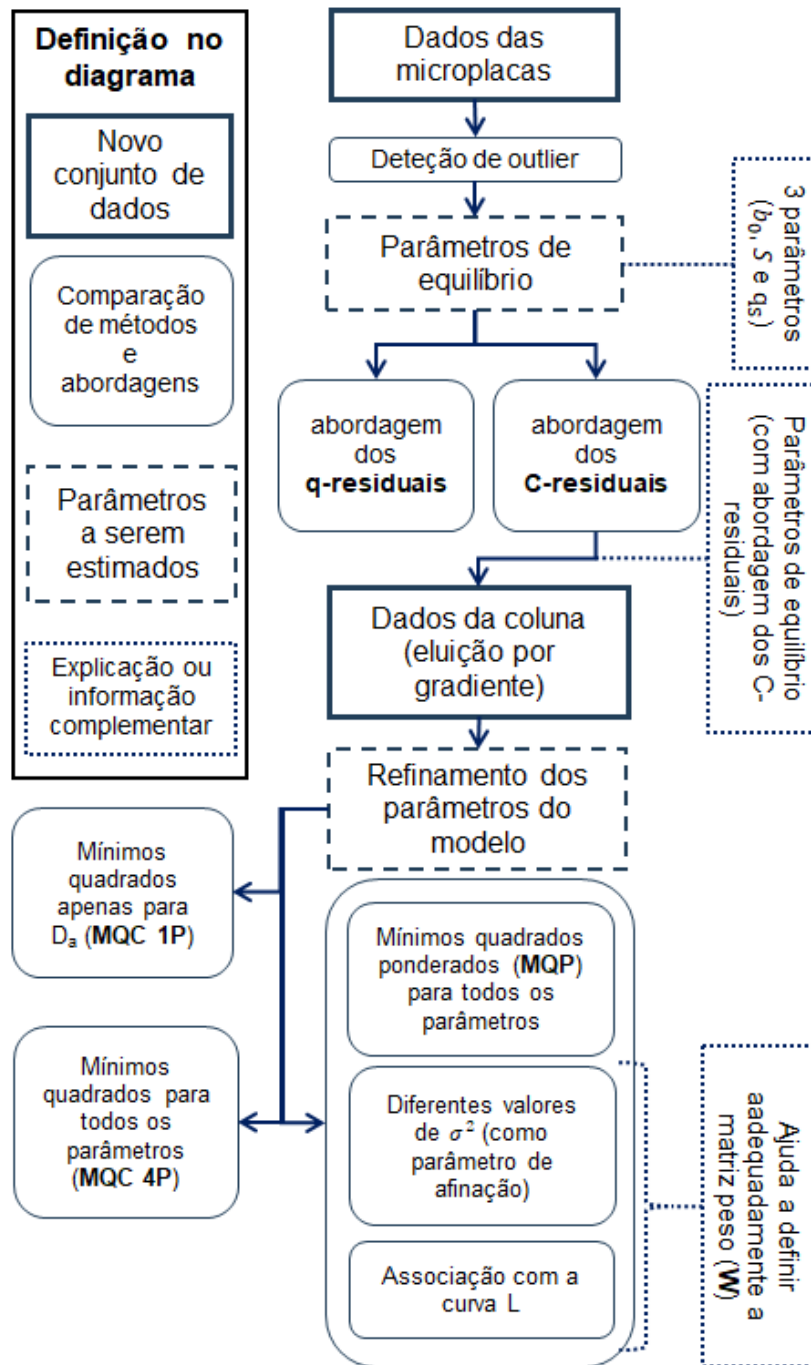 Definição no
diagrama
Novo
conjunto de
dados
Comparação
de métodos
e
abordagens
Parâmetros
a serem
estimados
Explicação ou
informação
complementar
Dados das
microplacas
Deteção de outlier
Parâmetros de
equilíbrio
3 parâmetros
(b₀, S e qₛ)
abordagem
dos
q-residuais
abordagem
dos
C-residuais
Parâmetros de equilíbrio
(com abordagem dos C-
residuais)
Dados da coluna
(eluição por
gradiente)
Refinamento dos
parâmetros do
modelo
Mínimos
quadrados
apenas para
Dₐ (MQC 1P)
Mínimos
quadrados para
todos os
parâmetros
(MQC 4P)
Mínimos quadrados
ponderados (MQP)
para todos os
parâmetros
Diferentes valores
de σ² (como
parâmetro de
afinação)
Associação com a
curva L
Ajuda a definir
aadequadamente a
matriz peso (W)